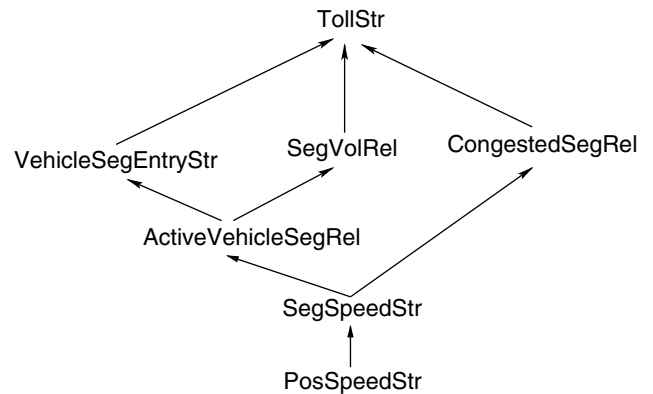 TollStr
VehicleSegEntryStr
SegVolRel
CongestedSegRel
ActiveVehicleSegRel
SegSpeedStr
PosSpeedStr